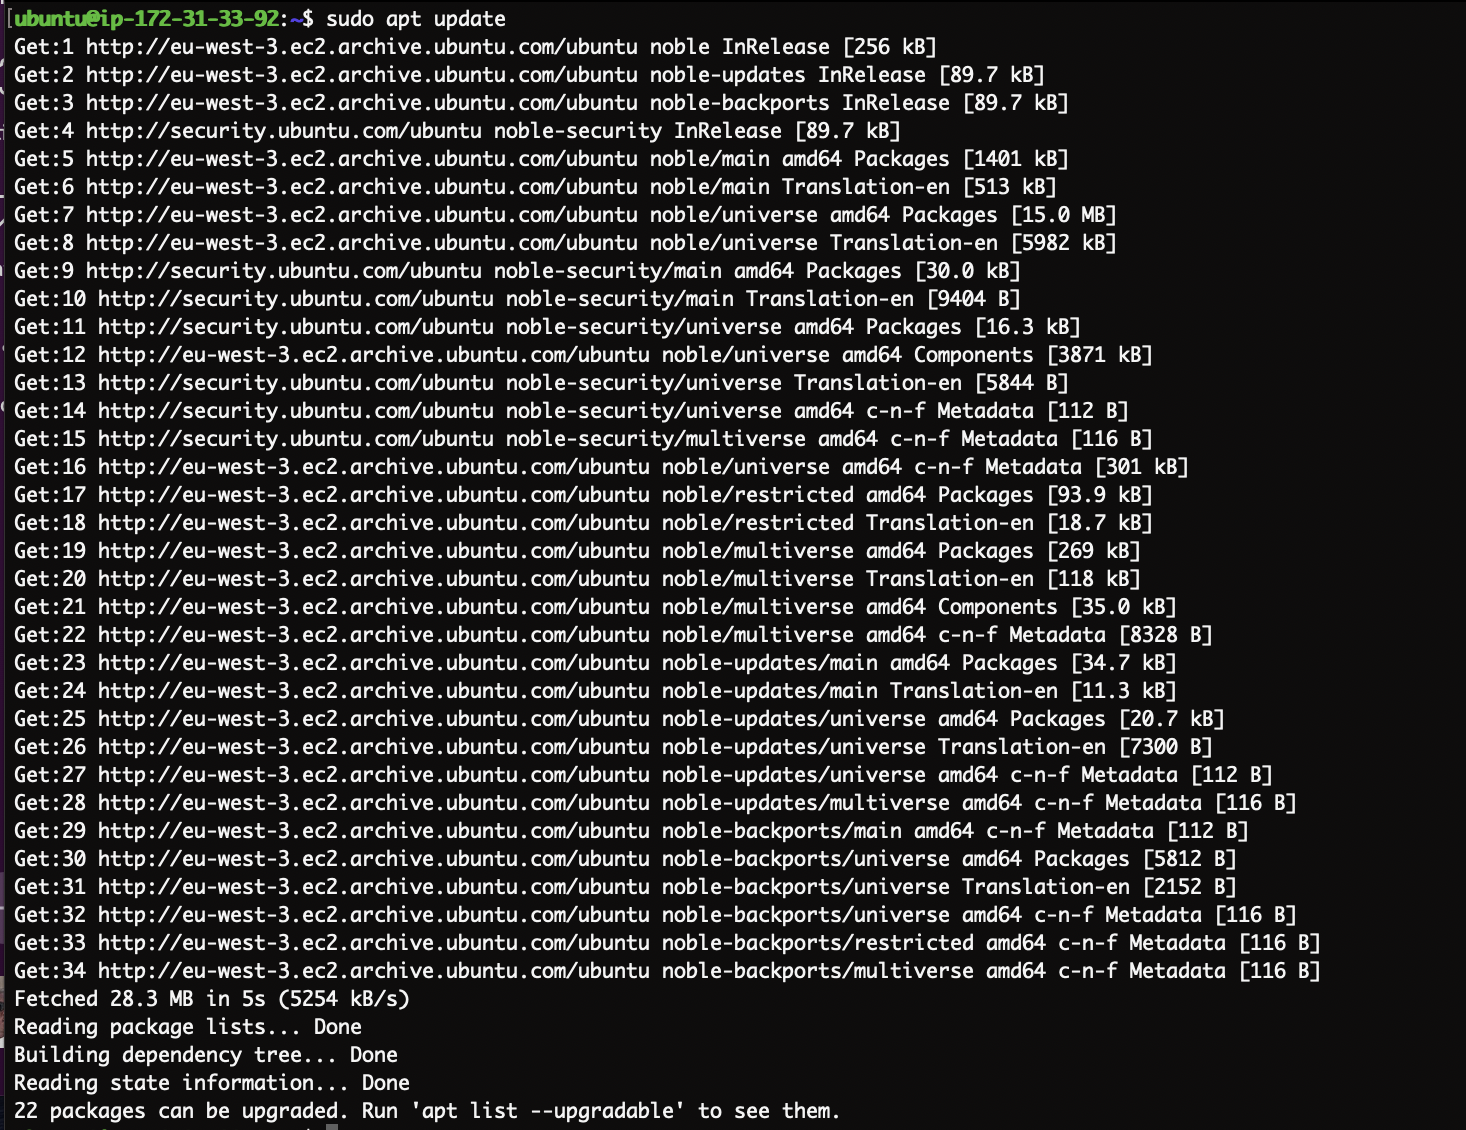 [ubuntu@ip-172-31-33-92:~$ sudo apt update
Get:1 http://eu-west-3.ec2.archive.ubuntu.com/ubuntu noble InRelease [256 kB]
Get:2 http://eu-west-3.ec2.archive.ubuntu.com/ubuntu noble-updates InRelease [89.7 kB]
Get:3 http://eu-west-3.ec2.archive.ubuntu.com/ubuntu noble-backports InRelease [89.7 kB]
Get:4 http://security.ubuntu.com/ubuntu noble-security InRelease [89.7 kB]
Get:5 http://eu-west-3.ec2.archive.ubuntu.com/ubuntu noble/main amd64 Packages [1401 kB]
Get:6 http://eu-west-3.ec2.archive.ubuntu.com/ubuntu noble/main Translation-en [513 kB]
Get:7 http://eu-west-3.ec2.archive.ubuntu.com/ubuntu noble/universe amd64 Packages [15.0 MB]
Get:8 http://eu-west-3.ec2.archive.ubuntu.com/ubuntu noble/universe Translation-en [5982 kB]
Get:9 http://security.ubuntu.com/ubuntu noble-security/main amd64 Packages [30.0 kB]
Get:10 http://security.ubuntu.com/ubuntu noble-security/main Translation-en [9404 B]
Get:11 http://security.ubuntu.com/ubuntu noble-security/universe amd64 Packages [16.3 kB]
Get:12 http://eu-west-3.ec2.archive.ubuntu.com/ubuntu noble/universe amd64 Components [3871 kB]
Get:13 http://security.ubuntu.com/ubuntu noble-security/universe Translation-en [5844 B]
Get:14 http://security.ubuntu.com/ubuntu noble-security/universe amd64 c-n-f Metadata [112 B]
Get:15 http://security.ubuntu.com/ubuntu noble-security/multiverse amd64 c-n-f Metadata [116 B]
Get:16 http://eu-west-3.ec2.archive.ubuntu.com/ubuntu noble/universe amd64 c-n-f Metadata [301 kB]
Get:17 http://eu-west-3.ec2.archive.ubuntu.com/ubuntu noble/restricted amd64 Packages [93.9 kB]
Get:18 http://eu-west-3.ec2.archive.ubuntu.com/ubuntu noble/restricted Translation-en [18.7 kB]
Get:19 http://eu-west-3.ec2.archive.ubuntu.com/ubuntu noble/multiverse amd64 Packages [269 kB]
Get:20 http://eu-west-3.ec2.archive.ubuntu.com/ubuntu noble/multiverse Translation-en [118 kB]
Get:21 http://eu-west-3.ec2.archive.ubuntu.com/ubuntu noble/multiverse amd64 Components [35.0 kB]
Get:22 http://eu-west-3.ec2.archive.ubuntu.com/ubuntu noble/multiverse amd64 c-n-f Metadata [8328 B]
Get:23 http://eu-west-3.ec2.archive.ubuntu.com/ubuntu noble-updates/main amd64 Packages [34.7 kB]
Get:24 http://eu-west-3.ec2.archive.ubuntu.com/ubuntu noble-updates/main Translation-en [11.3 kB]
Get:25 http://eu-west-3.ec2.archive.ubuntu.com/ubuntu noble-updates/universe amd64 Packages [20.7 kB]
Get:26 http://eu-west-3.ec2.archive.ubuntu.com/ubuntu noble-updates/universe Translation-en [7300 B]
Get:27 http://eu-west-3.ec2.archive.ubuntu.com/ubuntu noble-updates/universe amd64 c-n-f Metadata [112 B]
Get:28 http://eu-west-3.ec2.archive.ubuntu.com/ubuntu noble-updates/multiverse amd64 c-n-f Metadata [116 B]
Get:29 http://eu-west-3.ec2.archive.ubuntu.com/ubuntu noble-backports/main amd64 c-n-f Metadata [112 B]
Get:30 http://eu-west-3.ec2.archive.ubuntu.com/ubuntu noble-backports/universe amd64 Packages [5812 B]
Get:31 http://eu-west-3.ec2.archive.ubuntu.com/ubuntu noble-backports/universe Translation-en [2152 B]
Get:32 http://eu-west-3.ec2.archive.ubuntu.com/ubuntu noble-backports/universe amd64 c-n-f Metadata [116 B]
Get:33 http://eu-west-3.ec2.archive.ubuntu.com/ubuntu noble-backports/restricted amd64 c-n-f Metadata [116 B]
Get:34 http://eu-west-3.ec2.archive.ubuntu.com/ubuntu noble-backports/multiverse amd64 c-n-f Metadata [116 B]
Fetched 28.3 MB in 5s (5254 kB/s)
Reading package lists... Done
Building dependency tree... Done
Reading state information... Done
22 packages can be upgraded. Run 'apt list --upgradable' to see them.